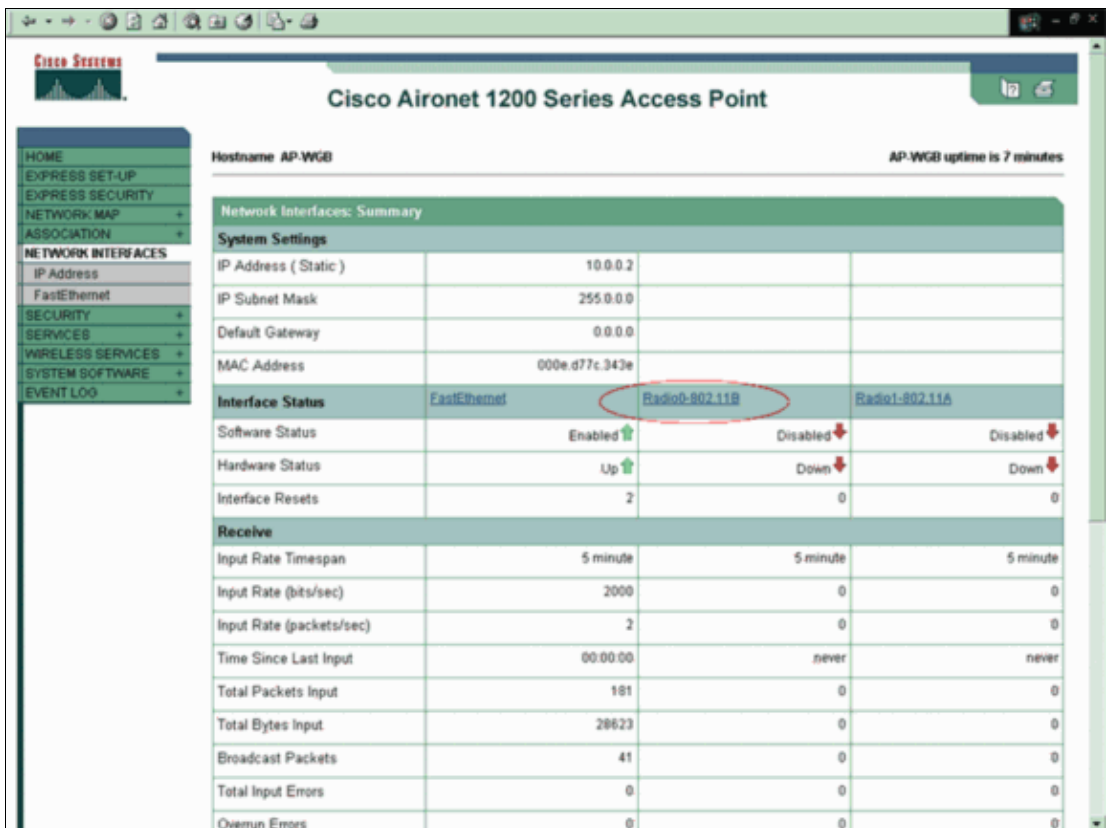 CISCO SYSTEMS
Cisco Aironet 1200 Series Access Point
HOME
EXPRESS SET-UP
EXPRESS SECURITY
NETWORK MAP +
ASSOCIATION +
NETWORK INTERFACES
IP Address
FastEthernet
SECURITY +
SERVICES +
WIRELESS SERVICES +
SYSTEM SOFTWARE +
EVENT LOG +
Hostname AP-WGB AP-WGB uptime is 7 minutes
Network Interfaces: Summary
System Settings
IP Address ( Static ) 10.0.0.2
IP Subnet Mask 255.0.0.0
Default Gateway 0.0.0.0
MAC Address 000e.d77c.343e
Interface Status FastEthernet Radio0-802.11B Radio1-802.11A
Software Status Enabled Disabled Disabled
Hardware Status Up Down Down
Interface Resets 2 0 0
Receive
Input Rate Timespan 5 minute 5 minute 5 minute
Input Rate (bits/sec) 2000 0 0
Input Rate (packets/sec) 2 0 0
Time Since Last Input 00:00:00 never never
Total Packets Input 181 0 0
Total Bytes Input 28623 0 0
Broadcast Packets 41 0 0
Total Input Errors 0 0 0
Overrun Errors 0 0 0